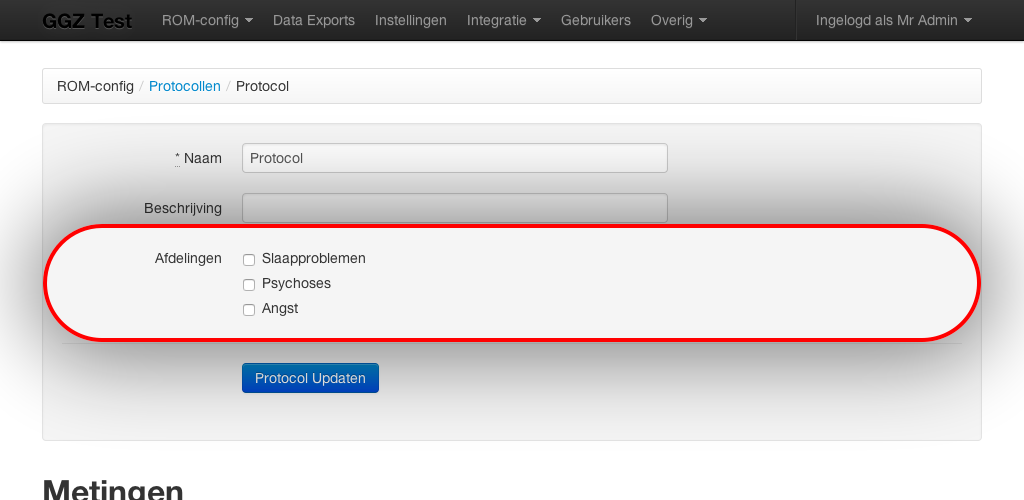 GGZ Test ROM-config Data Exports Instellingen Integratie Gebruikers Overig Ingelogd als Mr Admin
ROM-config / Protocollen / Protocol
* Naam Protocol
Beschrijving
Afdelingen Slaapproblemen
Psychoses
Angst
Protocol Updaten
Metingen